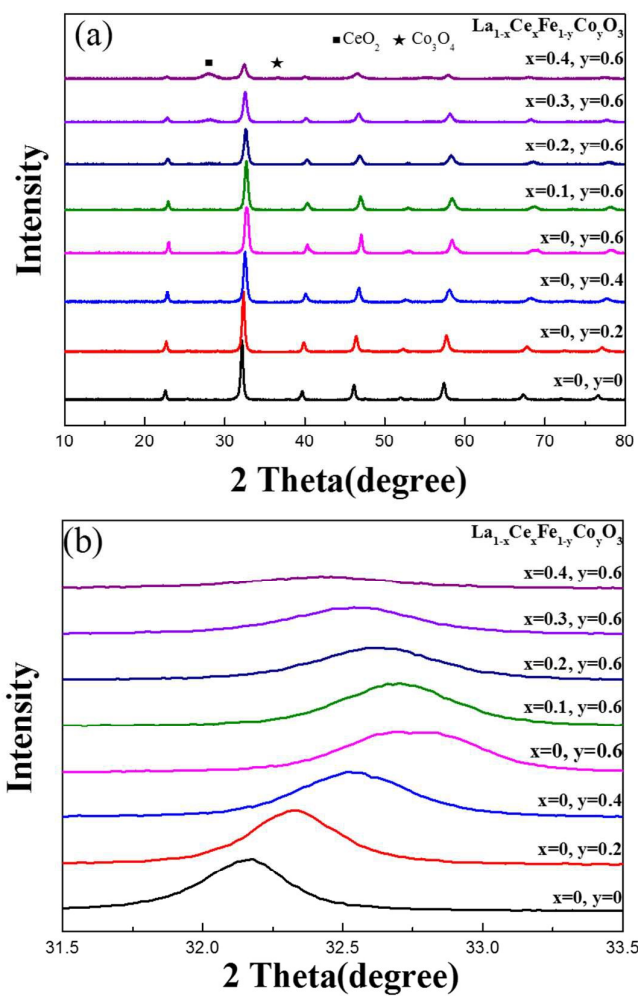 (a)
■CeO₂ ★Co₃O₄
La₁₋ₓCeₓFe₁₋yCoyO₃
x=0.4, y=0.6
x=0.3, y=0.6
x=0.2, y=0.6
x=0.1, y=0.6
x=0, y=0.6
x=0, y=0.4
x=0, y=0.2
x=0, y=0
Intensity
10 20 30 40 50 60 70 80
2 Theta(degree)
(b)
La₁₋ₓCeₓFe₁₋yCoyO₃
x=0.4, y=0.6
x=0.3, y=0.6
x=0.2, y=0.6
x=0.1, y=0.6
x=0, y=0.6
x=0, y=0.4
x=0, y=0.2
x=0, y=0
Intensity
31.5 32.0 32.5 33.0 33.5
2 Theta(degree)